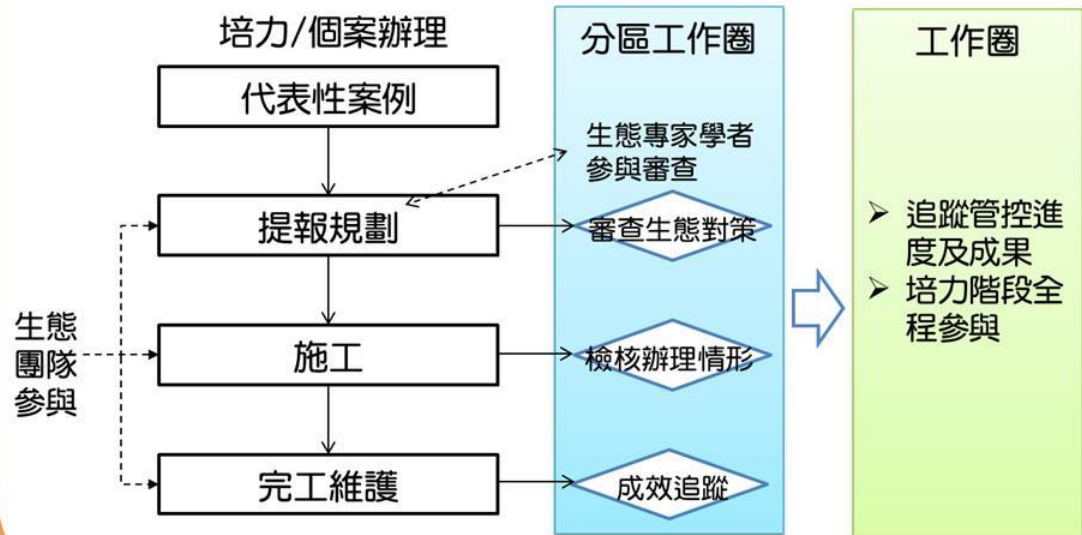 培力/個案辦理
代表性案例
提報規劃
施工
完工維護
生態
團隊
參與
分區工作圈
生態專家學者
參與審查
審查生態對策
檢核辦理情形
成效追蹤
工作圈
➢ 追蹤管控進
度及成果
➢ 培力階段全
程參與